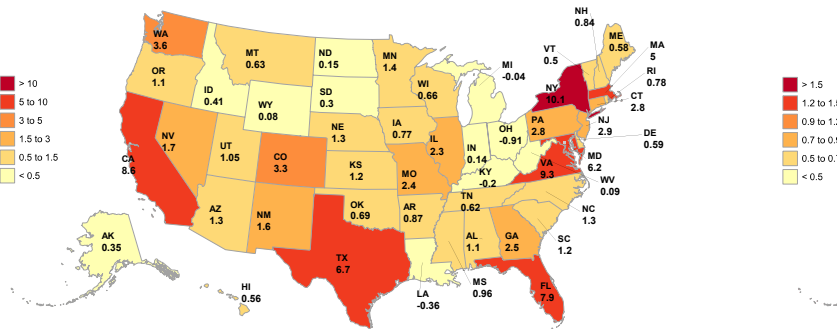 > 10
5 to 10
3 to 5
1.5 to 3
0.5 to 1.5
< 0.5
WA
3.6
OR
1.1
CA
8.6
NV
1.7
ID
0.41
MT
0.63
WY
0.08
UT
1.05
AZ
1.3
CO
3.3
NM
1.6
ND
0.15
SD
0.3
NE
1.3
KS
1.2
OK
0.69
TX
6.7
MN
1.4
IA
0.77
MO
2.4
AR
0.87
LA
-0.36
WI
0.66
IL
2.3
MI
-0.04
IN
0.14
OH
-0.91
KY
-0.2
TN
0.62
MS
0.96
AL
1.1
GA
2.5
FL
7.9
SC
1.2
NC
1.3
VA
9.3
WV
0.09
MD
6.2
DE
0.59
PA
2.8
NJ
2.9
NY
10.1
CT
2.8
RI
0.78
MA
5
VT
0.5
NH
0.84
ME
0.58
AK
0.35
HI
0.56
> 1.5